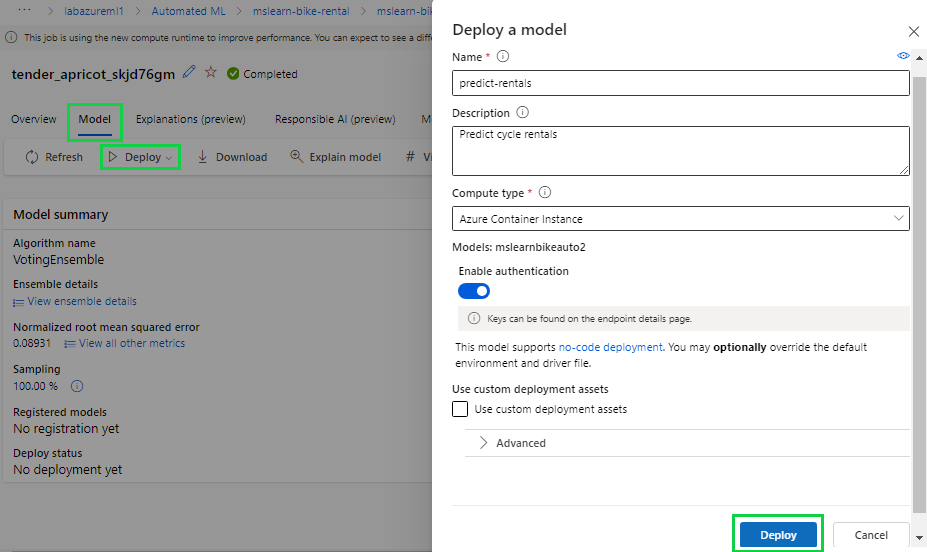 ··· > labazureml1 > Automated ML > mslearn-bike-rental >
This job is using the new compute runtime to improve performance. You can expect to see a
tender_apricot_skjd76gm Completed
Overview Model Explanations (preview) Responsible AI (preview)
Refresh Deploy Download Explain model #
Model summary
Algorithm name
VotingEnsemble
Ensemble details
View ensemble details
Normalized root mean squared error
0.08931 View all other metrics
Sampling
100.00 %
Registered models
No registration yet
Deploy status
No deployment yet
Deploy a model
Name *
predict-rentals
Description
Predict cycle rentals
Compute type *
Azure Container Instance
Models: mslearnbikeauto2
Enable authentication
Keys can be found on the endpoint details page.
This model supports no-code deployment. You may optionally override the default
environment and driver file.
Use custom deployment assets
Use custom deployment assets
Advanced
Deploy Cancel